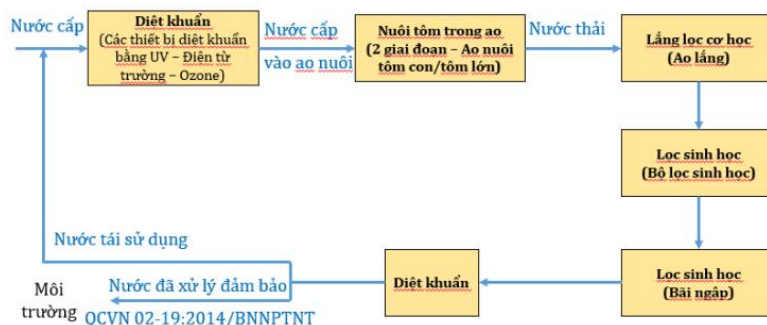 Nước cấp
Diệt khuẩn
(Các thiết bị diệt khuẩn
bằng UV – Điện từ
trường – Ozone)
Nước cấp
vào ao nuôi
Nuôi tôm trong ao
(2 giai đoạn – Ao nuôi
tôm con/tôm lớn)
Nước thải
Lắng lọc cơ học
(Ao lắng)
Lọc sinh học
(Bộ lọc sinh học)
Lọc sinh học
(Bãi ngập)
Diệt khuẩn
Nước tái sử dụng
Nước đã xử lý đảm bảo
QCVN 02-19:2014/BNNPTNT
Môi
trường